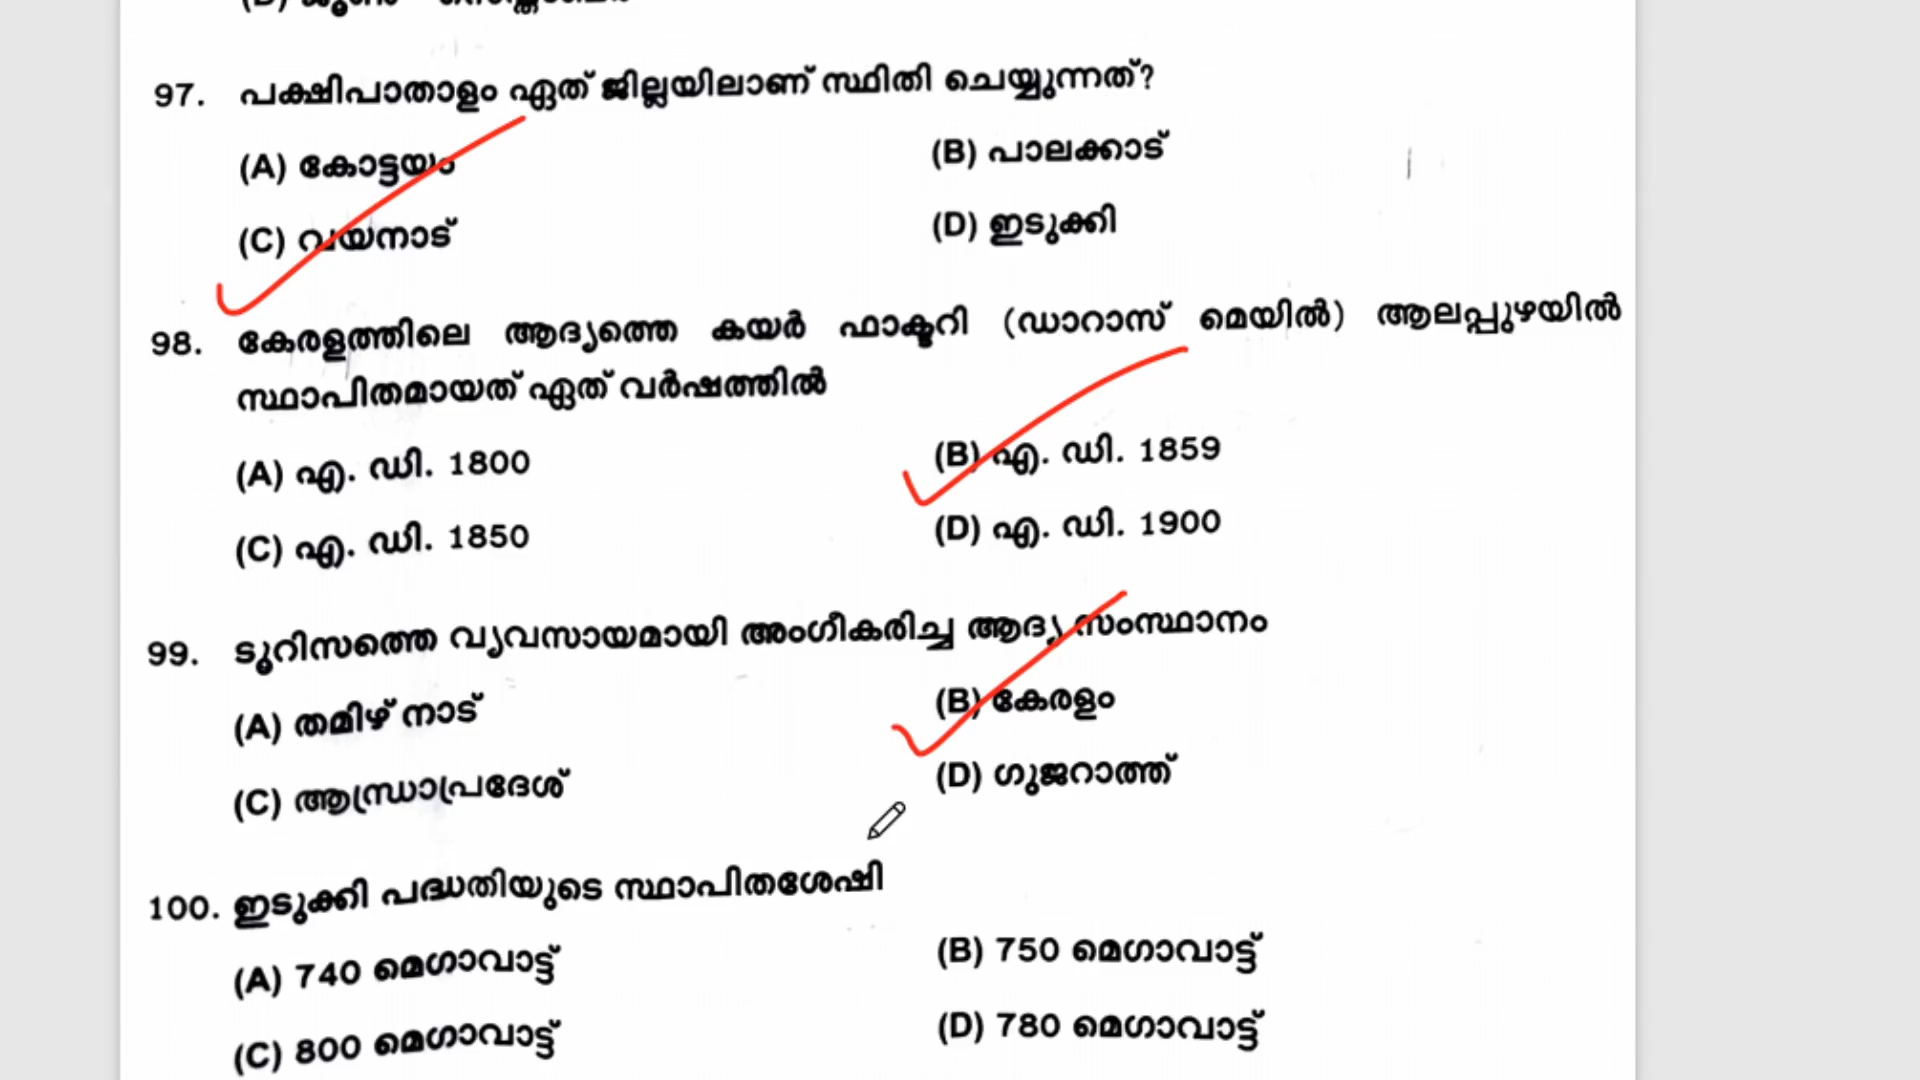 97. പക്ഷിപാതാളം ഏത് ജില്ലയിലാണ് സ്ഥിതി ചെയ്യുന്നത്?
(A) കോട്ടയം (B) പാലക്കാട്
(C) വയനാട് (D) ഇടുക്കി
98. കേരളത്തിലെ ആദ്യത്തെ കയർ ഫാക്ടറി (ഡാറാസ് മെയിൽ) ആലപ്പുഴയിൽ
സ്ഥാപിതമായത് ഏത് വർഷത്തിൽ
(A) എ. ഡി. 1800 (B) എ. ഡി. 1859
(C) എ. ഡി. 1850 (D) എ. ഡി. 1900
99. ടൂറിസത്തെ വ്യവസായമായി അംഗീകരിച്ച ആദ്യ സംസ്ഥാനം
(A) തമിഴ് നാട് (B) കേരളം
(C) ആന്ധ്രാപ്രദേശ് (D) ഗുജറാത്ത്
100. ഇടുക്കി പദ്ധതിയുടെ സ്ഥാപിതശേഷി
(A) 740 മെഗാവാട്ട് (B) 750 മെഗാവാട്ട്
(C) 800 മെഗാവാട്ട് (D) 780 മെഗാവാട്ട്